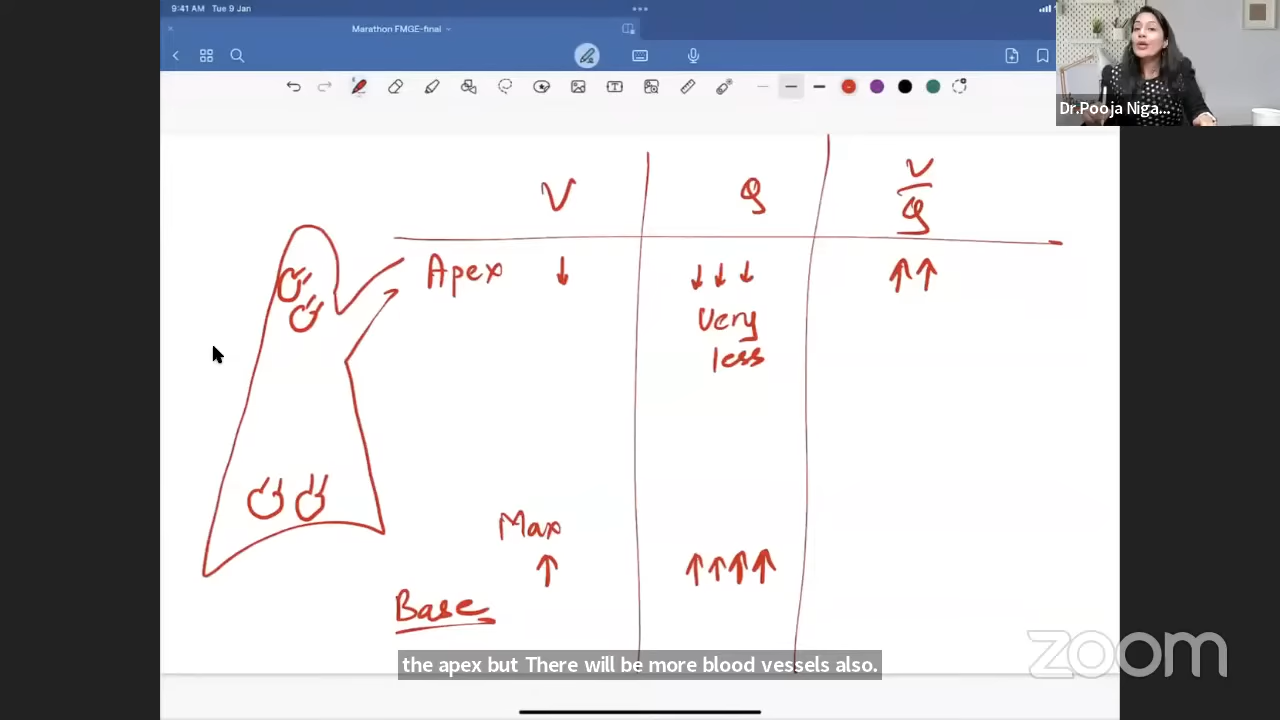 9:41 AM Tue 9 Jan
Marathon FMGE-final
Dr.Pooja Niga...
V
Q
V
Q
Apex ↓
↓↓↓
↑↑
Very
less
Max
↑
↑↑↑↑
Base
the apex but There will be more blood vessels also.
zoom